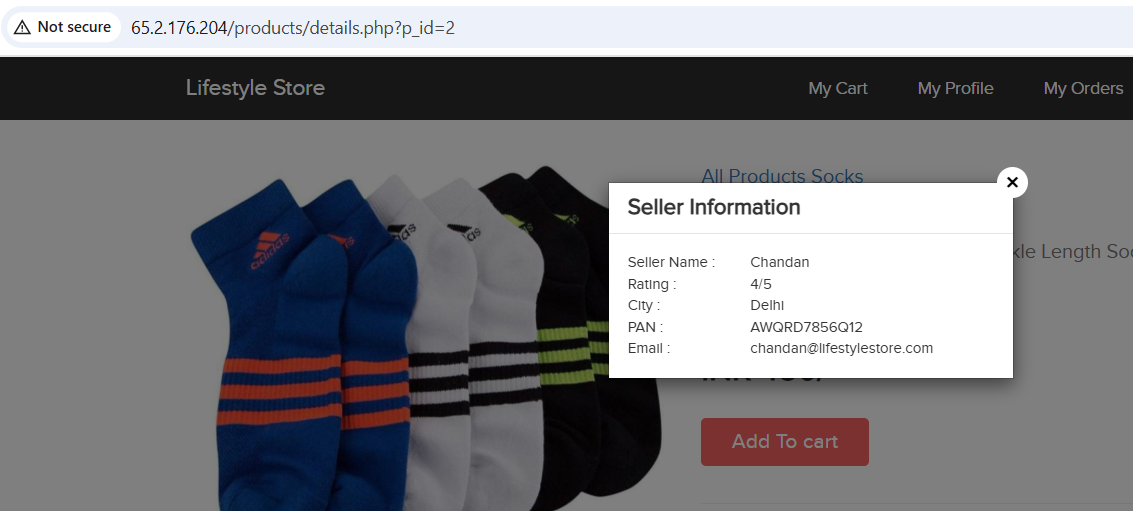 Not secure 65.2.176.204/products/details.php?p_id=2
Lifestyle Store My Cart My Profile My Orders
All Products Socks
Seller Information
Seller Name : Chandan
Rating : 4/5
City : Delhi
PAN : AWQRD7856Q12
Email : chandan@lifestylestore.com
Length
adidas
Add To cart